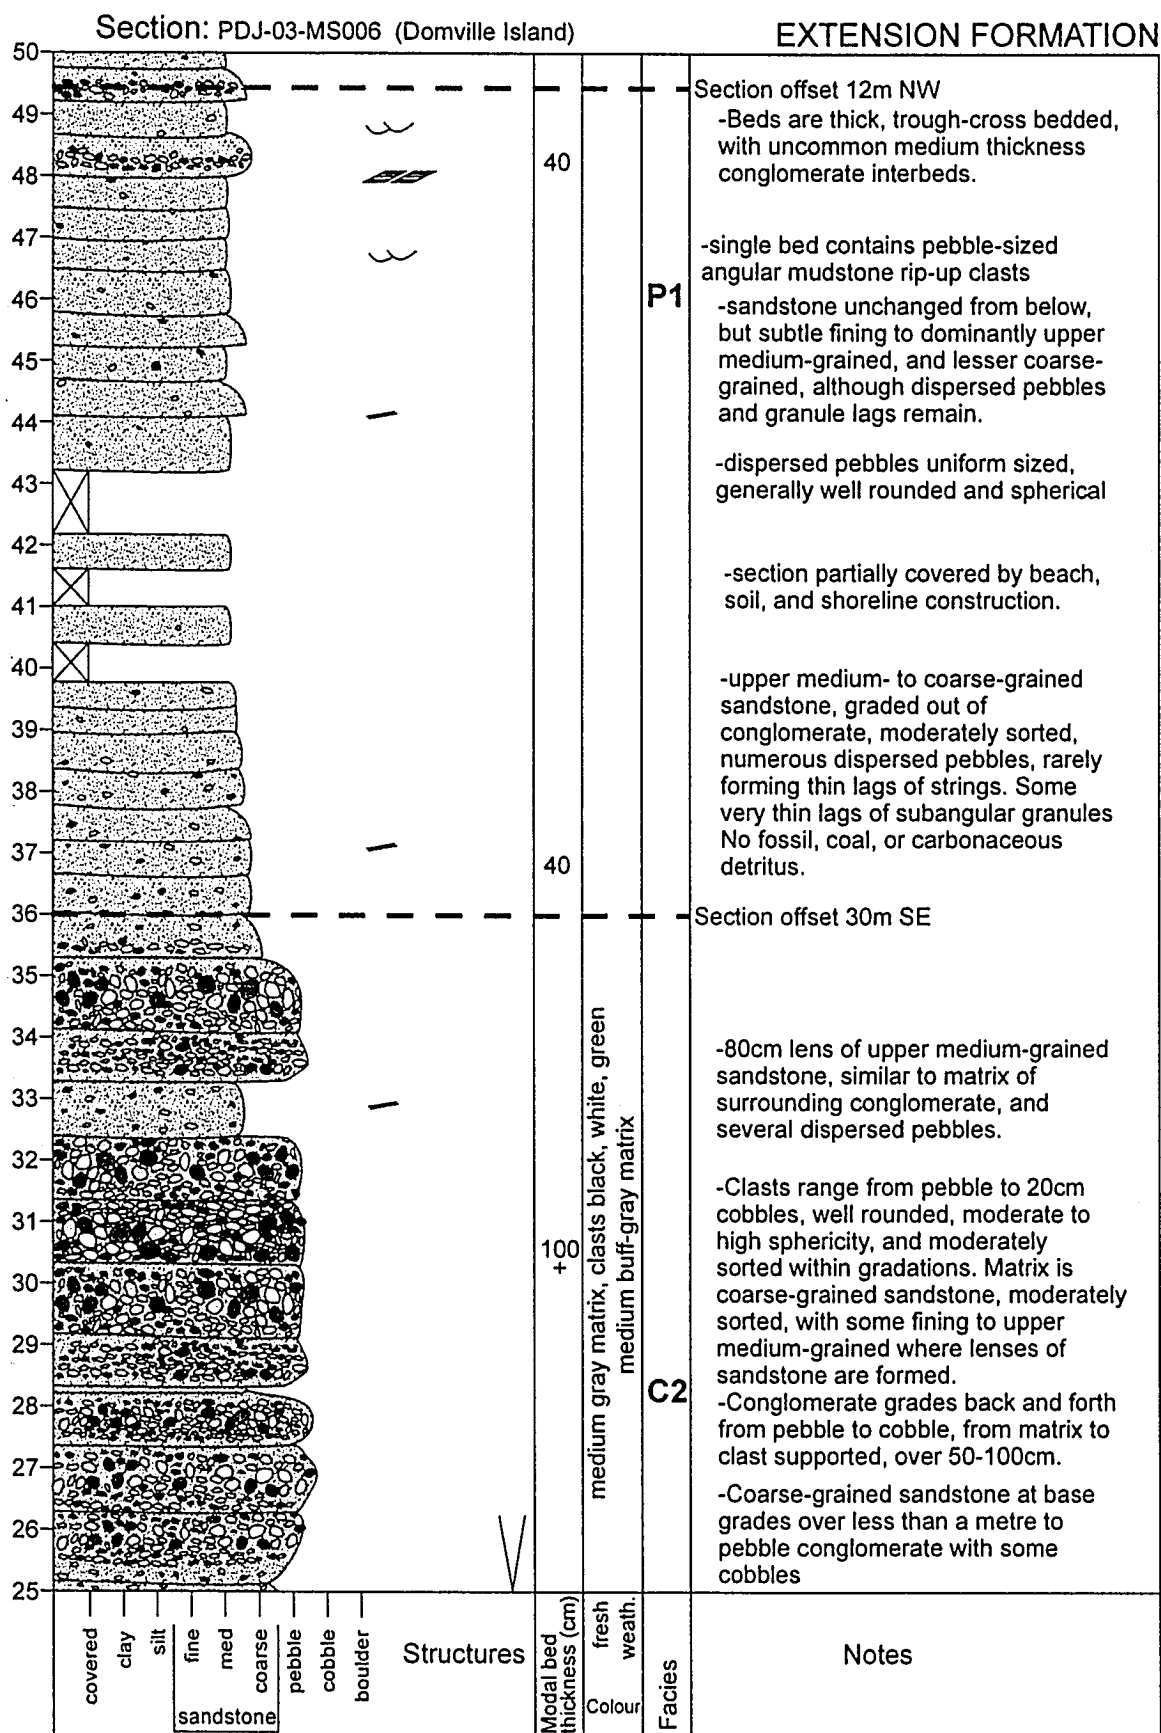 Section: PDJ-03-MS006 (Domville Island)
EXTENSION FORMATION
50
49
48
47
46
45
44
43
42
41
40
39
38
37
36
35
34
33
32
31
30
29
28
27
26
25
40
40
100
+
medium gray matrix, clasts black, white, green
medium buff-gray matrix
P1
C2
Section offset 12m NW
-Beds are thick, trough-cross bedded,
with uncommon medium thickness
conglomerate interbeds.
-single bed contains pebble-sized
angular mudstone rip-up clasts
-sandstone unchanged from below,
but subtle fining to dominantly upper
medium-grained, and lesser coarse-
grained, although dispersed pebbles
and granule lags remain.
-dispersed pebbles uniform sized,
generally well rounded and spherical
-section partially covered by beach,
soil, and shoreline construction.
-upper medium- to coarse-grained
sandstone, graded out of
conglomerate, moderately sorted,
numerous dispersed pebbles, rarely
forming thin lags of strings. Some
very thin lags of subangular granules
No fossil, coal, or carbonaceous
detritus.
Section offset 30m SE
-80cm lens of upper medium-grained
sandstone, similar to matrix of
surrounding conglomerate, and
several dispersed pebbles.
-Clasts range from pebble to 20cm
cobbles, well rounded, moderate to
high sphericity, and moderately
sorted within gradations. Matrix is
coarse-grained sandstone, moderately
sorted, with some fining to upper
medium-grained where lenses of
sandstone are formed.
-Conglomerate grades back and forth
from pebble to cobble, from matrix to
clast supported, over 50-100cm.
-Coarse-grained sandstone at base
grades over less than a metre to
pebble conglomerate with some
cobbles
covered
clay
silt
fine
med
coarse
pebble
cobble
boulder
sandstone
Structures
Modal bed
thickness (cm)
fresh
weath.
Colour
Facies
Notes